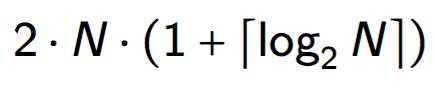 2 · N · (1 + ⌈log₂ N⌉)